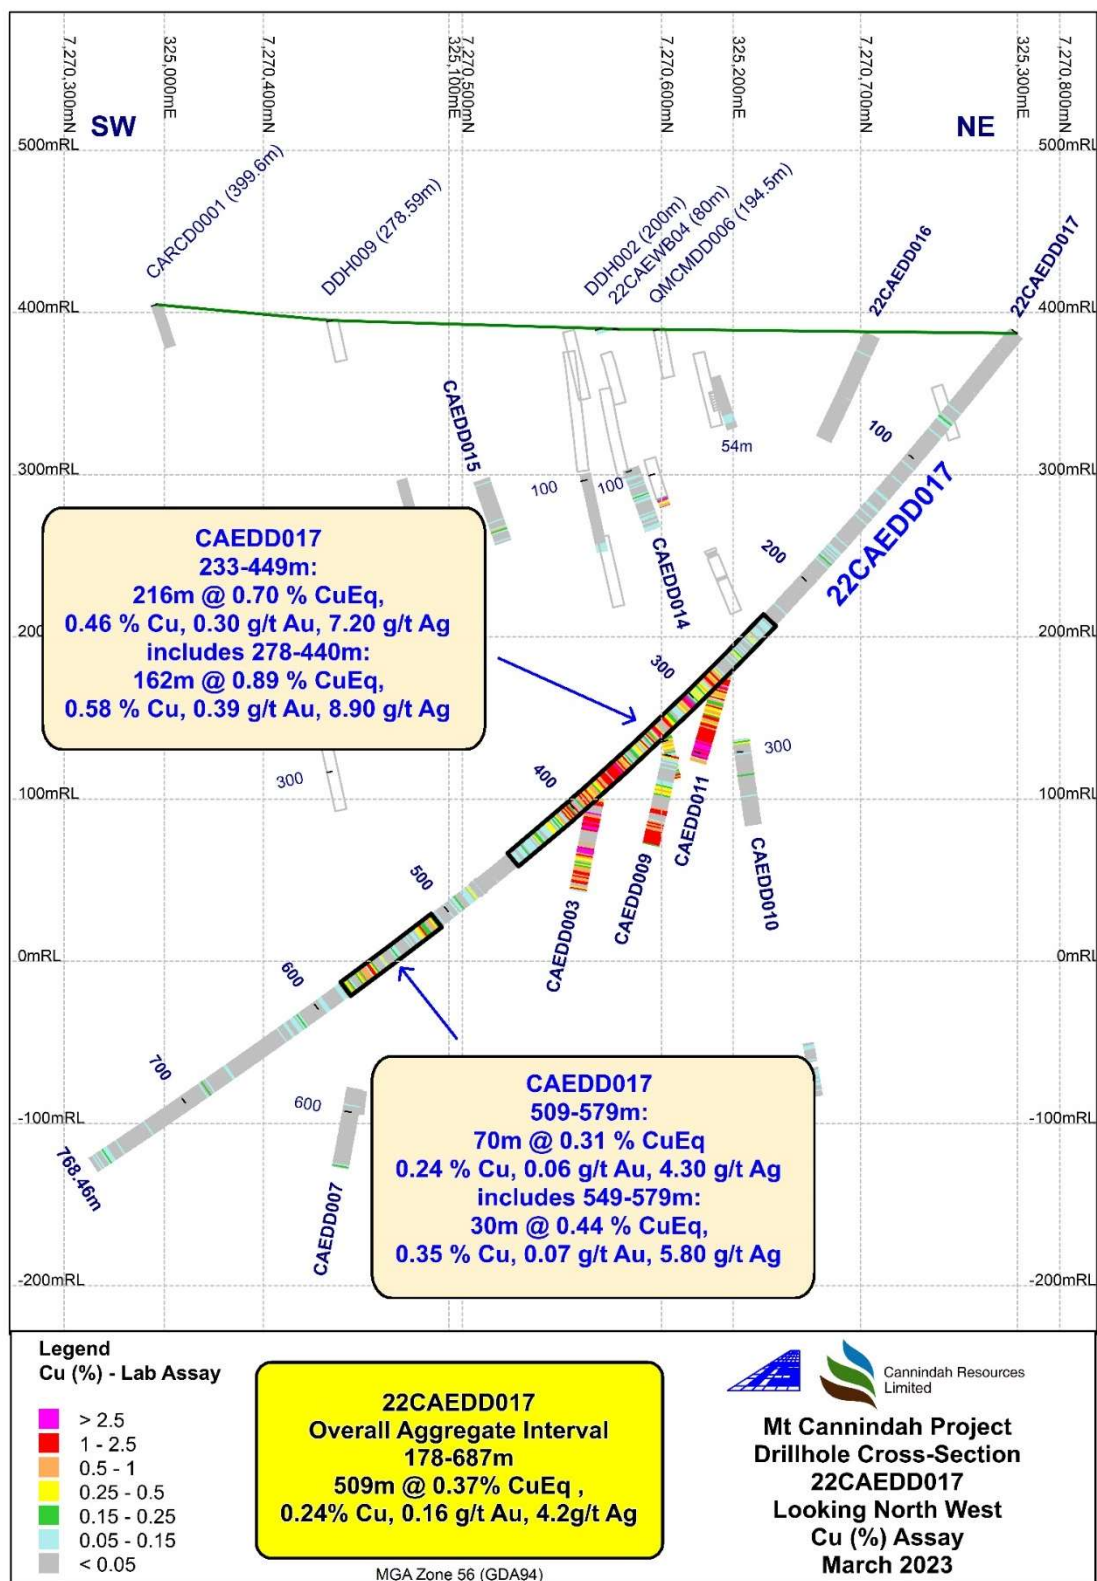 7,270,300mN
325,000mE
7,270,400mN
325,100mE
7,270,500mN
7,270,600mN
325,200mE
7,270,700mN
325,300mE
7,270,800mN
SW
NE
500mRL
500mRL
CARCD0001 (399.6m)
DDH009 (278.59m)
DDH002 (200m)
22CAEWB04 (80m)
QMCMDD006 (194.5m)
22CAEDD016
22CAEDD017
400mRL
400mRL
CAEDD015
100
54m
300mRL
300mRL
100
100
22CAEDD017
CAEDD014
200
CAEDD017
233-449m:
216m @ 0.70 % CuEq,
0.46 % Cu, 0.30 g/t Au, 7.20 g/t Ag
includes 278-440m:
162m @ 0.89 % CuEq,
0.58 % Cu, 0.39 g/t Au, 8.90 g/t Ag
200mRL
300
300
300
400
100mRL
100mRL
CAEDD011
CAEDD009
CAEDD010
CAEDD003
500
0mRL
0mRL
600
700
CAEDD017
509-579m:
70m @ 0.31 % CuEq
0.24 % Cu, 0.06 g/t Au, 4.30 g/t Ag
includes 549-579m:
30m @ 0.44 % CuEq,
0.35 % Cu, 0.07 g/t Au, 5.80 g/t Ag
600
-100mRL
-100mRL
768.46m
CAEDD007
-200mRL
-200mRL
Legend
Cu (%) - Lab Assay
> 2.5
1 - 2.5
0.5 - 1
0.25 - 0.5
0.15 - 0.25
0.05 - 0.15
< 0.05
22CAEDD017
Overall Aggregate Interval
178-687m
509m @ 0.37% CuEq ,
0.24% Cu, 0.16 g/t Au, 4.2g/t Ag
MGA Zone 56 (GDA94)
Cannindah Resources
Limited
Mt Cannindah Project
Drillhole Cross-Section
22CAEDD017
Looking North West
Cu (%) Assay
March 2023